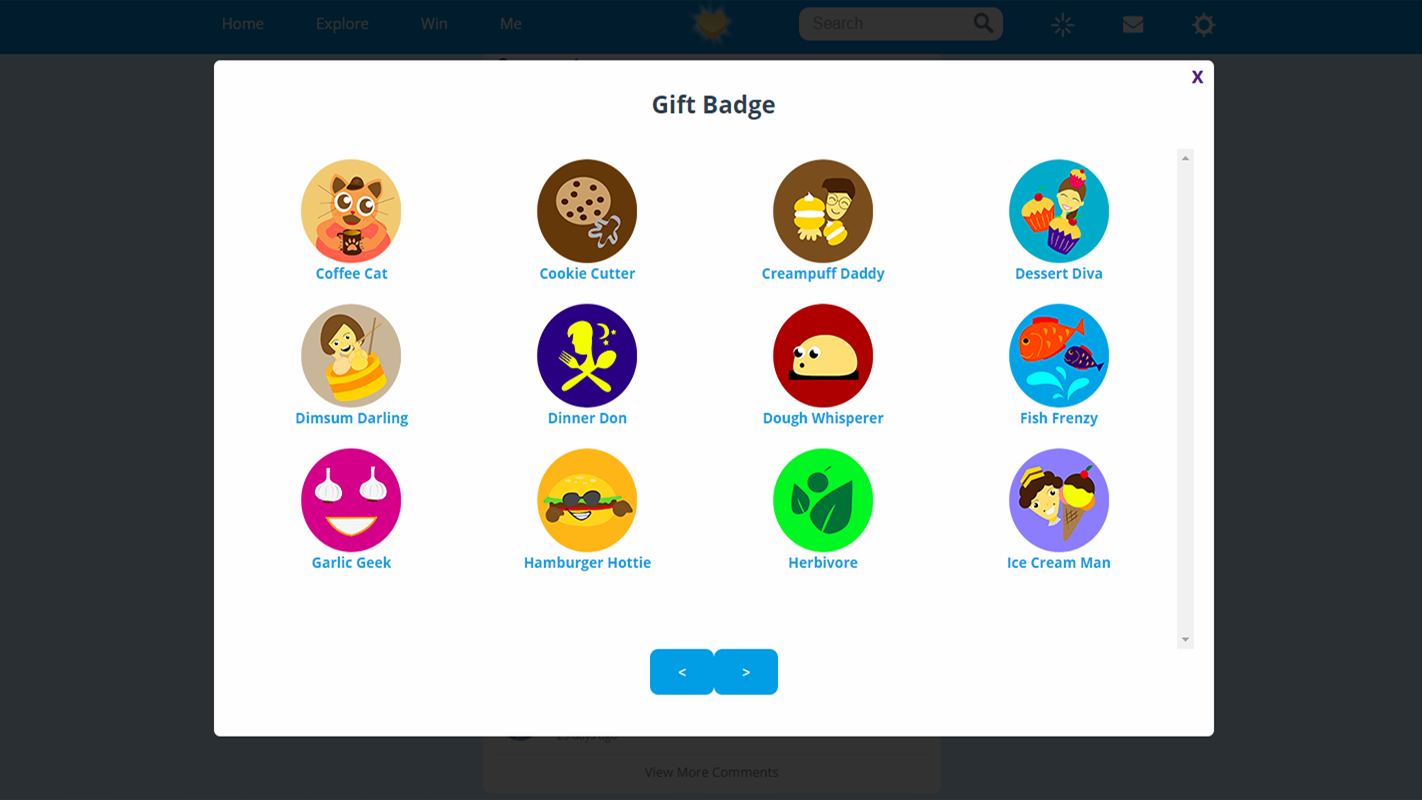 Home Explore Win Me Search
X
Gift Badge
Coffee Cat Cookie Cutter Creampuff Daddy Dessert Diva
Dimsum Darling Dinner Don Dough Whisperer Fish Frenzy
Garlic Geek Hamburger Hottie Herbivore Ice Cream Man
< >
View More Comments